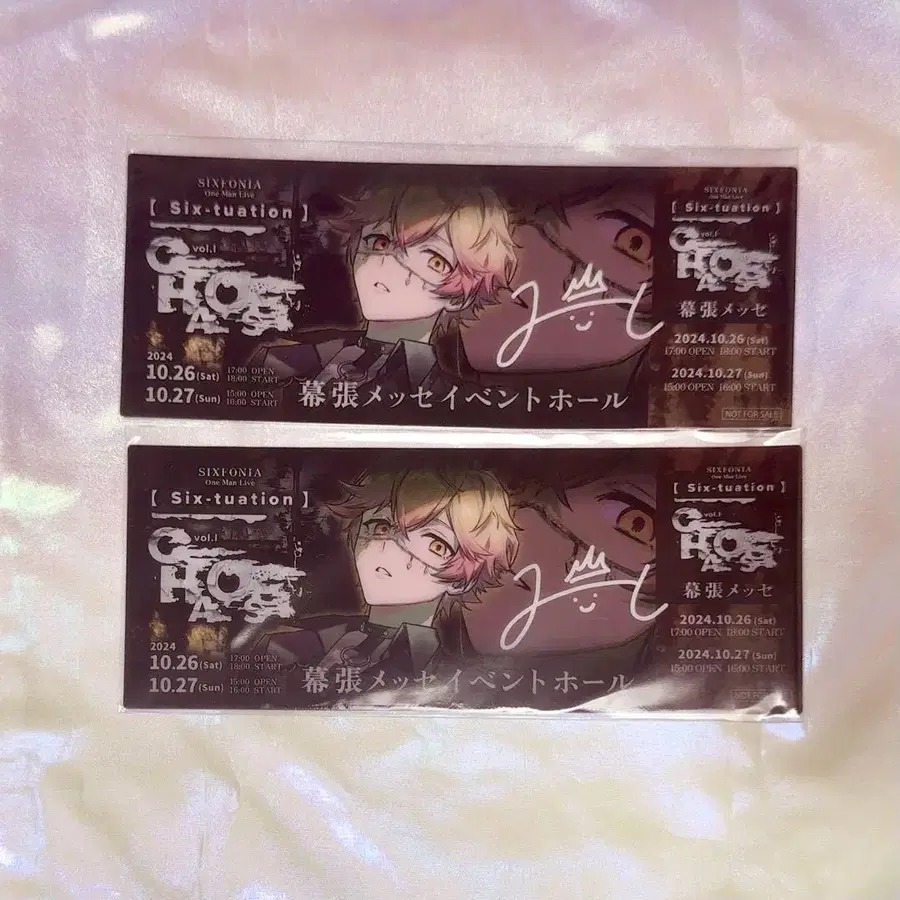 SIXFONIA
One Man Live
【 Six-tuation 】
vol.1
CHAOS
2024
10.26(Sat) 17:00 OPEN
18:00 START
10.27(Sun) 15:00 OPEN
16:00 START
幕張メッセイベントホール
SIXFONIA
One Man Live
【 Six-tuation 】
vol.1
CHAOS
幕張メッセ
2024.10.26(Sat)
17:00 OPEN 18:00 START
2024.10.27(Sun)
15:00 OPEN 16:00 START
NOT FOR SALE
SIXFONIA
One Man Live
【 Six-tuation 】
vol.1
CHAOS
2024
10.26(Sat) 17:00 OPEN
18:00 START
10.27(Sun) 15:00 OPEN
16:00 START
幕張メッセイベントホール
SIXFONIA
One Man Live
【 Six-tuation 】
vol.1
CHAOS
幕張メッセ
2024.10.26(Sat)
17:00 OPEN 18:00 START
2024.10.27(Sun)
15:00 OPEN 16:00 START
NOT FOR SALE